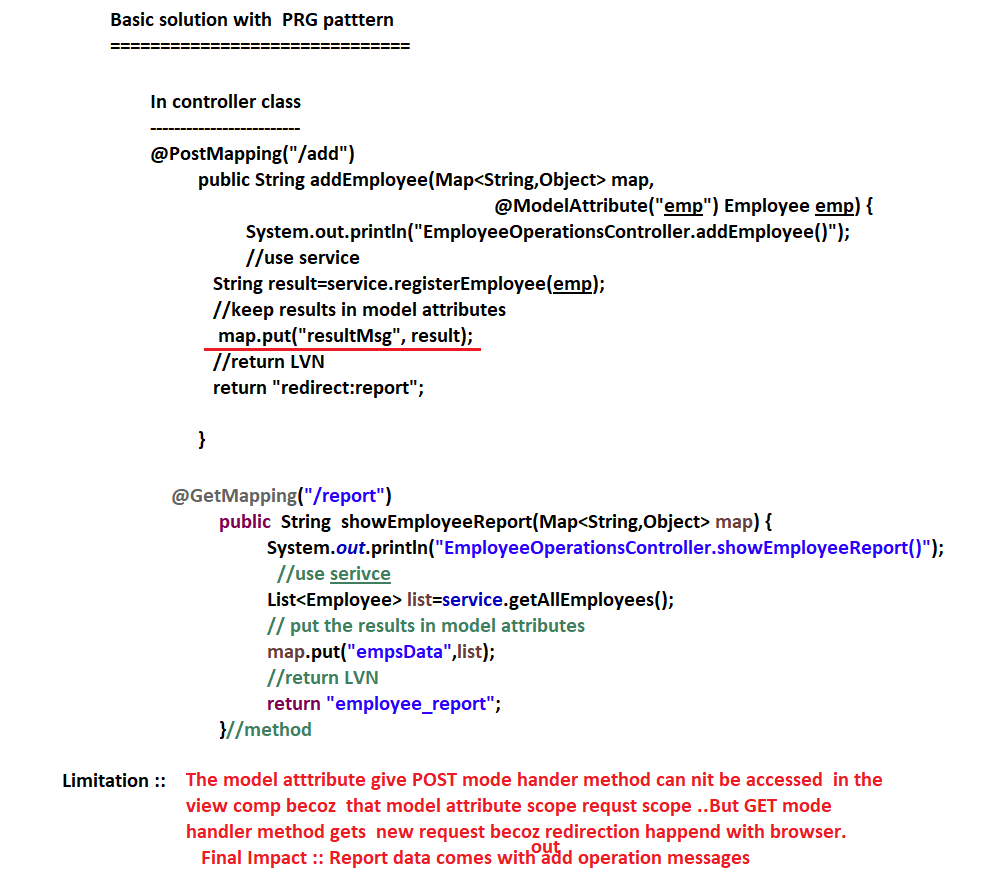 Basic solution with PRG patttern
==============================
In controller class
-------------------------
@PostMapping("/add")
public String addEmployee(Map<String,Object> map,
@ModelAttribute("emp") Employee emp) {
System.out.println("EmployeeOperationsController.addEmployee()");
//use service
String result=service.registerEmployee(emp);
//keep results in model attributes
map.put("resultMsg", result);
//return LVN
return "redirect:report";
}
@GetMapping("/report")
public String showEmployeeReport(Map<String,Object> map) {
System.out.println("EmployeeOperationsController.showEmployeeReport()");
//use serivce
List<Employee> list=service.getAllEmployees();
// put the results in model attributes
map.put("empsData",list);
//return LVN
return "employee_report";
}//method
Limitation :: The model atttribute give POST mode hander method can nit be accessed in the
view comp becoz that model attribute scope requst scope ..But GET mode
handler method gets new request becoz redirection happend with browser.
out
Final Impact :: Report data comes with add operation messages